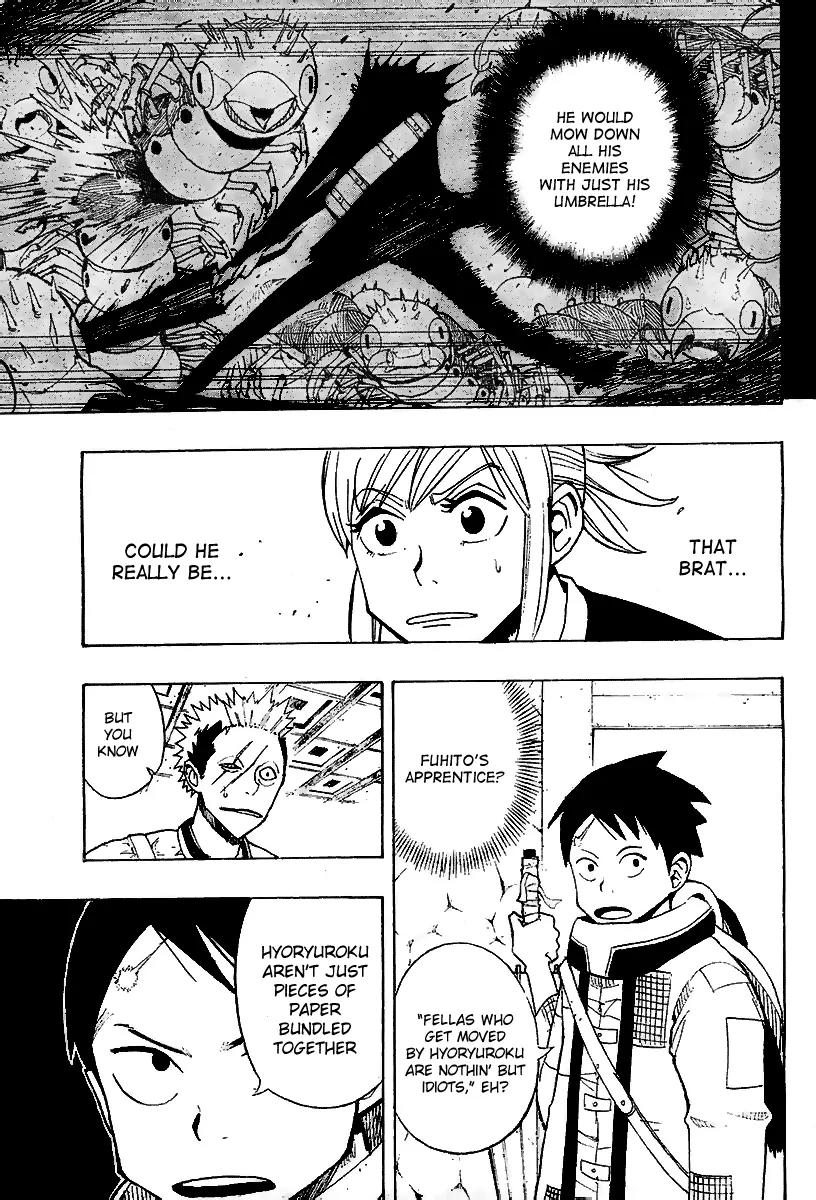 HE WOULD
MOW DOWN
ALL HIS
ENEMIES
WITH JUST HIS
UMBRELLA!
THAT
BRAT...
COULD HE
REALLY BE...
FUHITO'S
APPRENTICE?
"FELLAS WHO
GET MOVED
BY HYORYUROKU
ARE NOTHIN' BUT
IDIOTS," EH?
BUT
YOU
KNOW
HYORYUROKU
AREN'T JUST
PIECES OF
PAPER
BUNDLED
TOGETHER